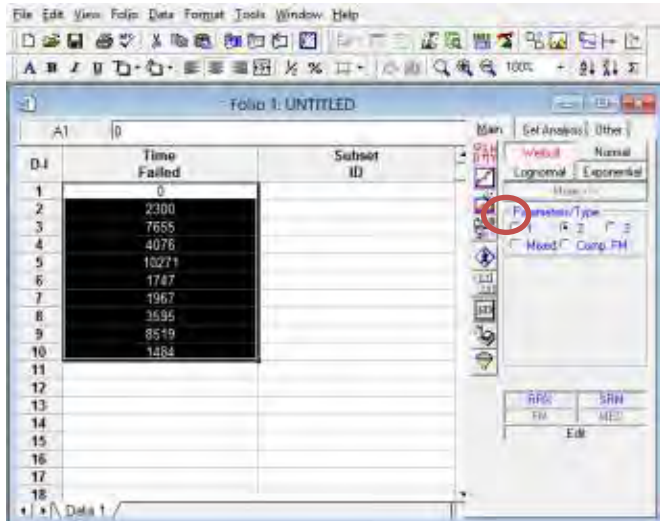 File Edit View Folio Data Format Tools Window Help
A B I U % 100%
Folio 1: UNTITLED
A1 0
Main Set Analysis Other
D-I Time Failed Subset ID
Weibull Normal
Lognormal Exponential
Parameters/Type
1 2 3
Mixed Comp. FM
1 0
2 2300
3 7655
4 4076
5 10271
6 1747
7 1967
8 3595
9 8519
10 1484
11
12
13
14
15
16
17
18
SRM
FM MED
Edit
Data 1